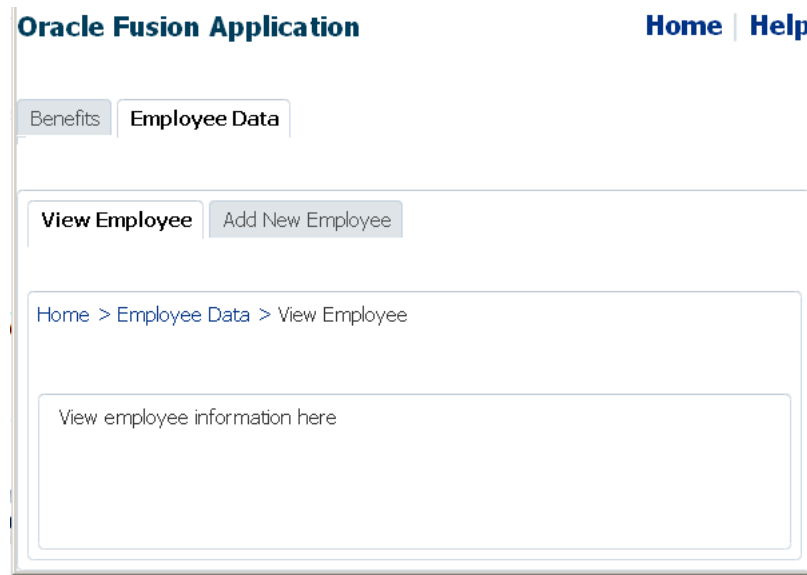 Oracle Fusion Application
Home | Help
Benefits
Employee Data
View Employee
Add New Employee
Home > Employee Data > View Employee
View employee information here